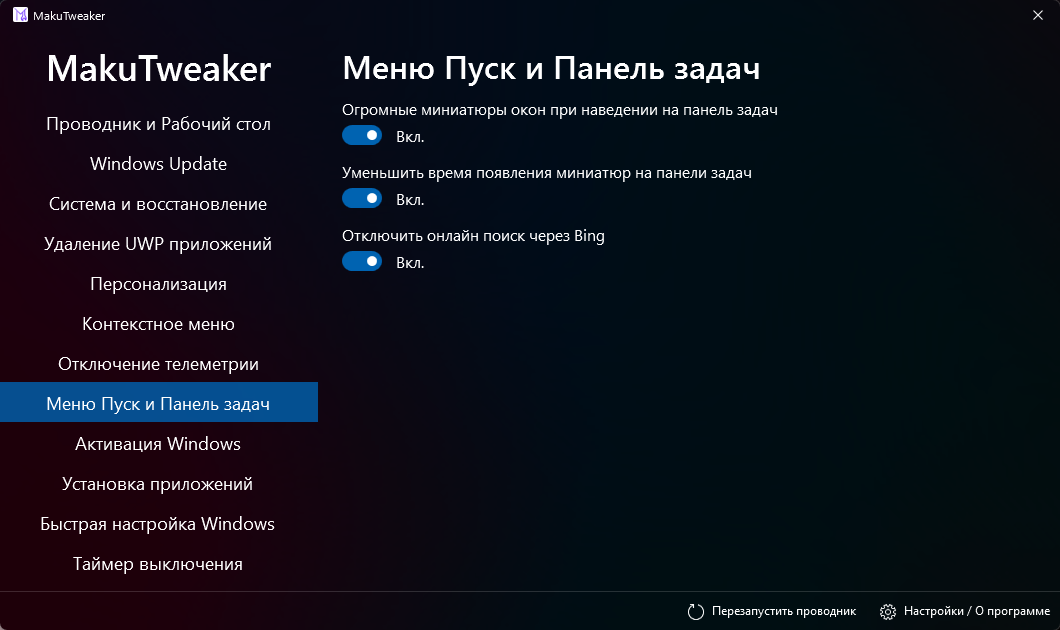 MakuTweaker
MakuTweaker
Проводник и Рабочий стол
Windows Update
Система и восстановление
Удаление UWP приложений
Персонализация
Контекстное меню
Отключение телеметрии
Меню Пуск и Панель задач
Активация Windows
Установка приложений
Быстрая настройка Windows
Таймер выключения
Меню Пуск и Панель задач
Огромные миниатюры окон при наведении на панель задач
Вкл.
Уменьшить время появления миниатюр на панели задач
Вкл.
Отключить онлайн поиск через Bing
Вкл.
Перезапустить проводник
Настройки / О программе